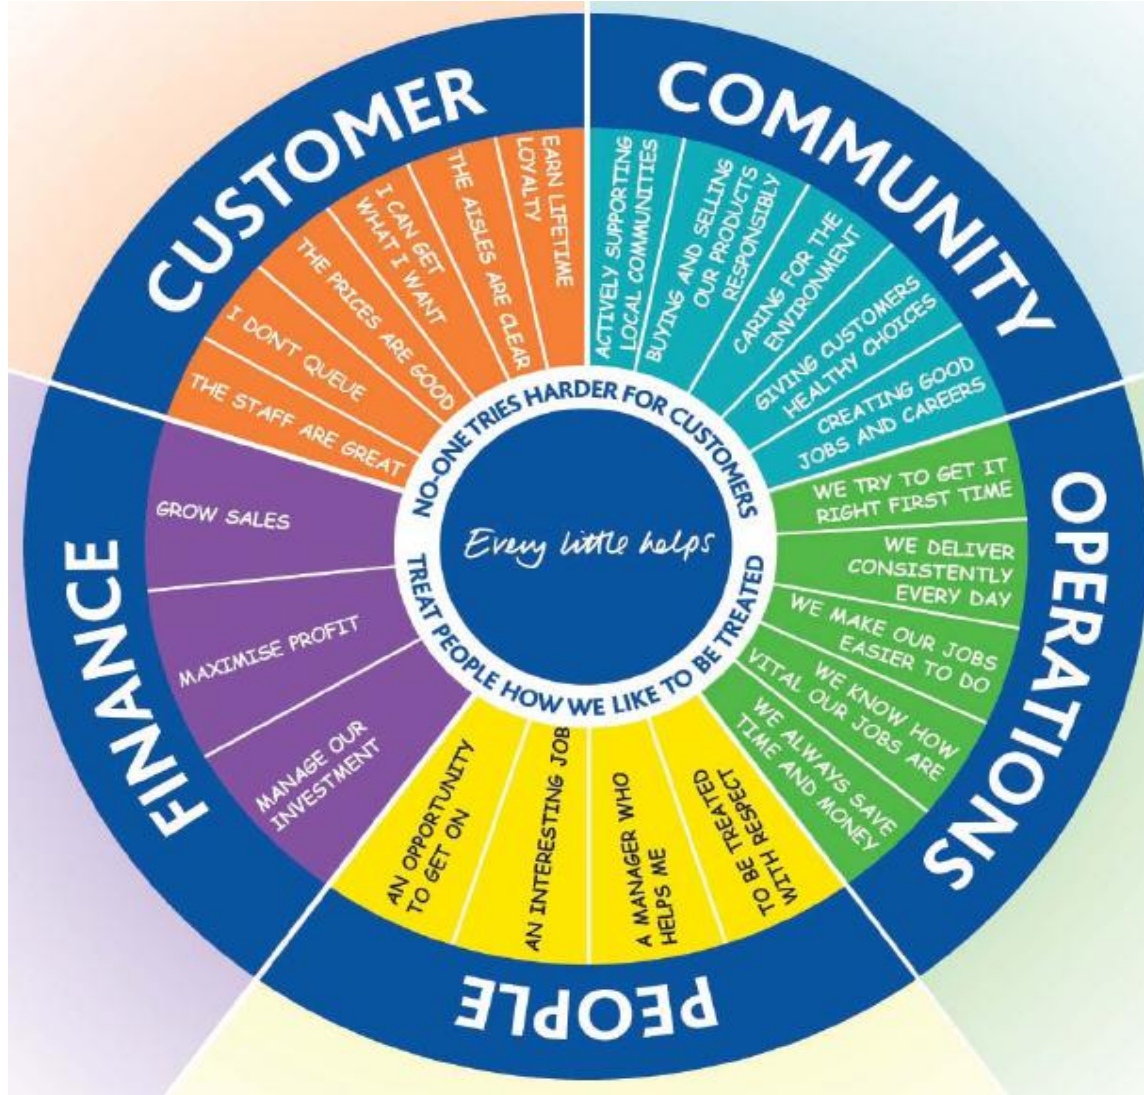 CUSTOMER
EARN LIFETIME
LOYALTY
THE AISLES ARE CLEAR
I CAN GET
WHAT I WANT
THE PRICES ARE GOOD
I DON'T QUEUE
THE STAFF ARE GREAT
COMMUNITY
ACTIVELY SUPPORTING
LOCAL COMMUNITIES
BUYING AND SELLING
OUR PRODUCTS
RESPONSIBLY
CARING FOR THE
ENVIRONMENT
GIVING CUSTOMERS
HEALTHY CHOICES
CREATING GOOD
JOBS AND CAREERS
OPERATIONS
WE TRY TO GET IT
RIGHT FIRST TIME
WE DELIVER
CONSISTENTLY
EVERY DAY
WE MAKE OUR JOBS
EASIER TO DO
WE KNOW HOW
VITAL OUR JOBS ARE
WE ALWAYS SAVE
TIME AND MONEY
PEOPLE
TO BE TREATED
WITH RESPECT
A MANAGER WHO
HELPS ME
AN INTERESTING JOB
AN OPPORTUNITY
TO GET ON
FINANCE
MANAGE OUR
INVESTMENT
MAXIMISE PROFIT
GROW SALES
NO-ONE TRIES HARDER FOR CUSTOMERS
TREAT PEOPLE HOW WE LIKE TO BE TREATED
Every little helps